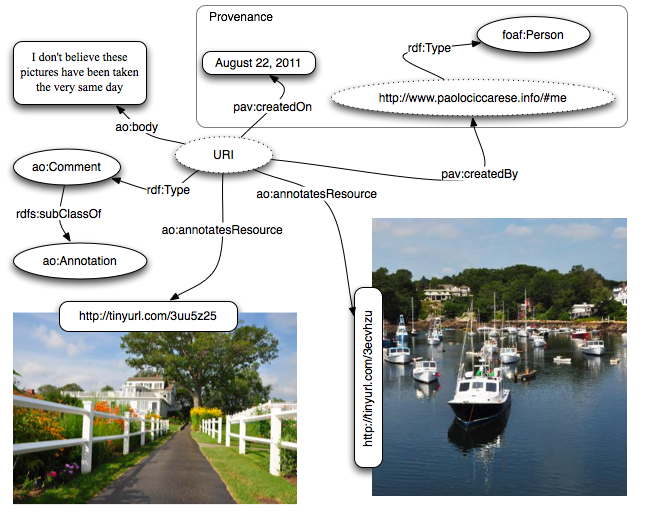 Provenance
foaf:Person
rdf:Type
I don't believe these
pictures have been taken
the very same day
August 22, 2011
http://www.paolociccarese.info/#me
pav:createdOn
ao:body
URI
ao:Comment
rdf:Type
pav:createdBy
ao:annotatesResource
rdfs:subClassOf
ao:annotatesResource
ao:Annotation
http://tinyurl.com/3uu5z25
http://tinyurl.com/3ecvhzu